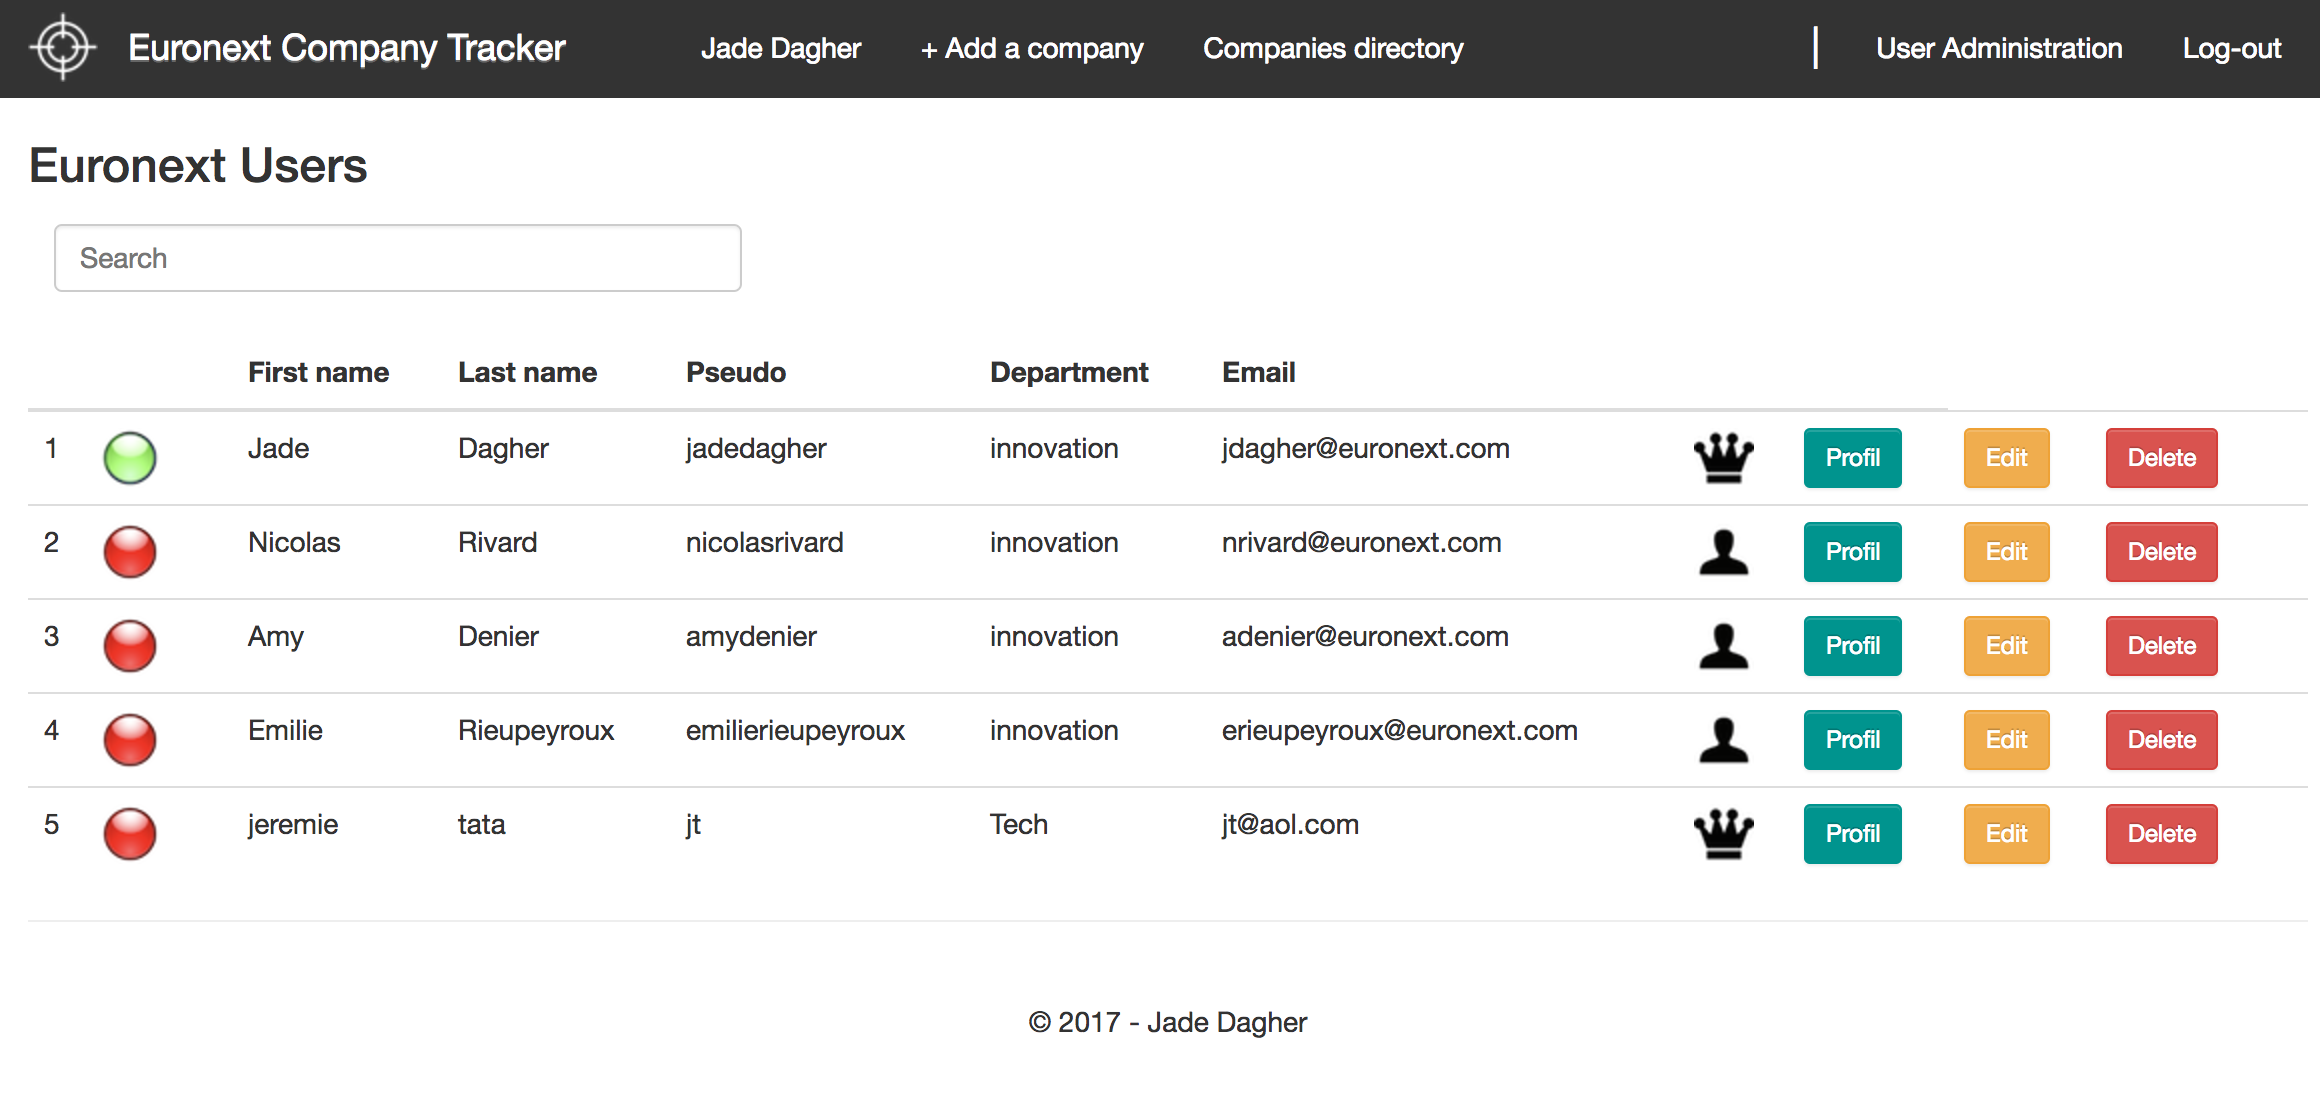 Euronext Company Tracker Jade Dagher + Add a company Companies directory | User Administration Log-out
Euronext Users
Search
First name Last name Pseudo Department Email
1 Jade Dagher jadedagher innovation jdagher@euronext.com Profil Edit Delete
2 Nicolas Rivard nicolasrivard innovation nrivard@euronext.com Profil Edit Delete
3 Amy Denier amydenier innovation adenier@euronext.com Profil Edit Delete
4 Emilie Rieupeyroux emilierieupeyroux innovation erieupeyroux@euronext.com Profil Edit Delete
5 jeremie tata jt Tech jt@aol.com Profil Edit Delete
© 2017 - Jade Dagher